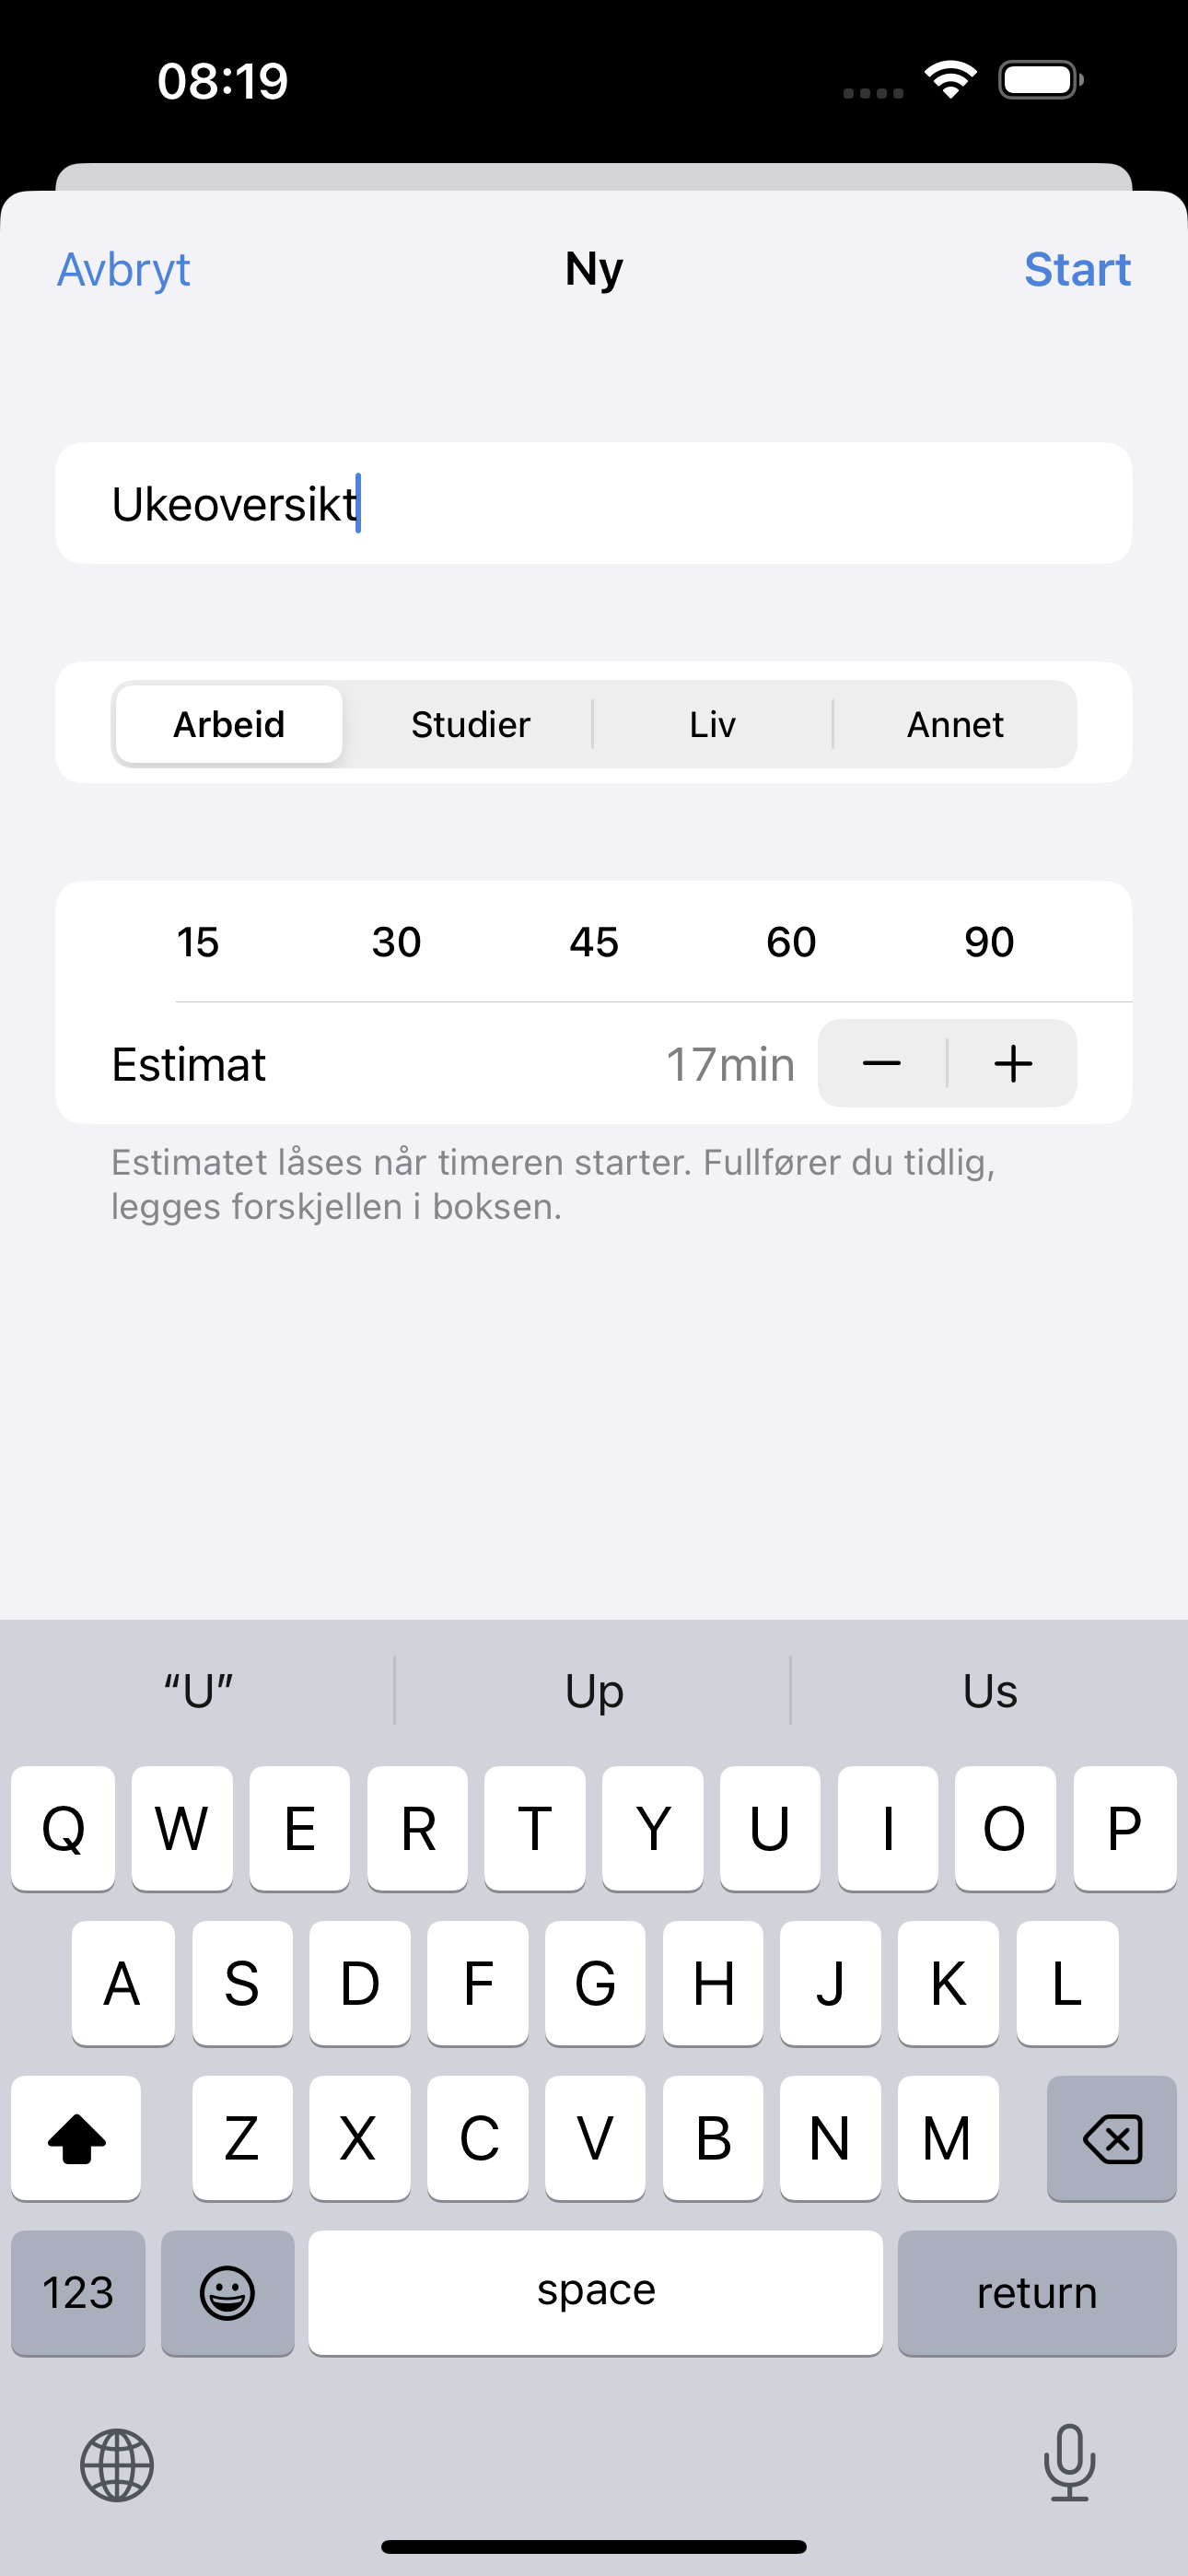 08:19
Avbryt Ny Start
Ukeoversikt
Arbeid Studier Liv Annet
15 30 45 60 90
Estimat 17min − +
Estimatet låses når timeren starter. Fullfører du tidlig,
legges forskjellen i boksen.
“U” Up Us
Q W E R T Y U I O P
A S D F G H J K L
Z X C V B N M
123 space return